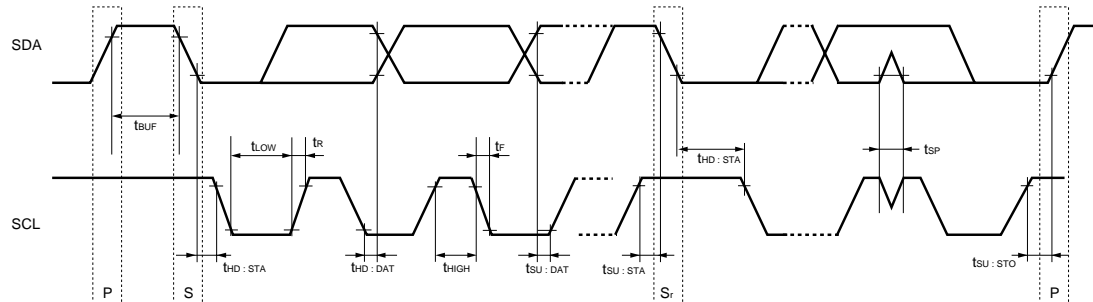 SDA
tBUF
tLOW
tR
tF
tHD : STA
tSP
SCL
tHD : STA
tHD : DAT
tHIGH
tSU : DAT
tSU : STA
tSU : STO
P
S
Sr
P